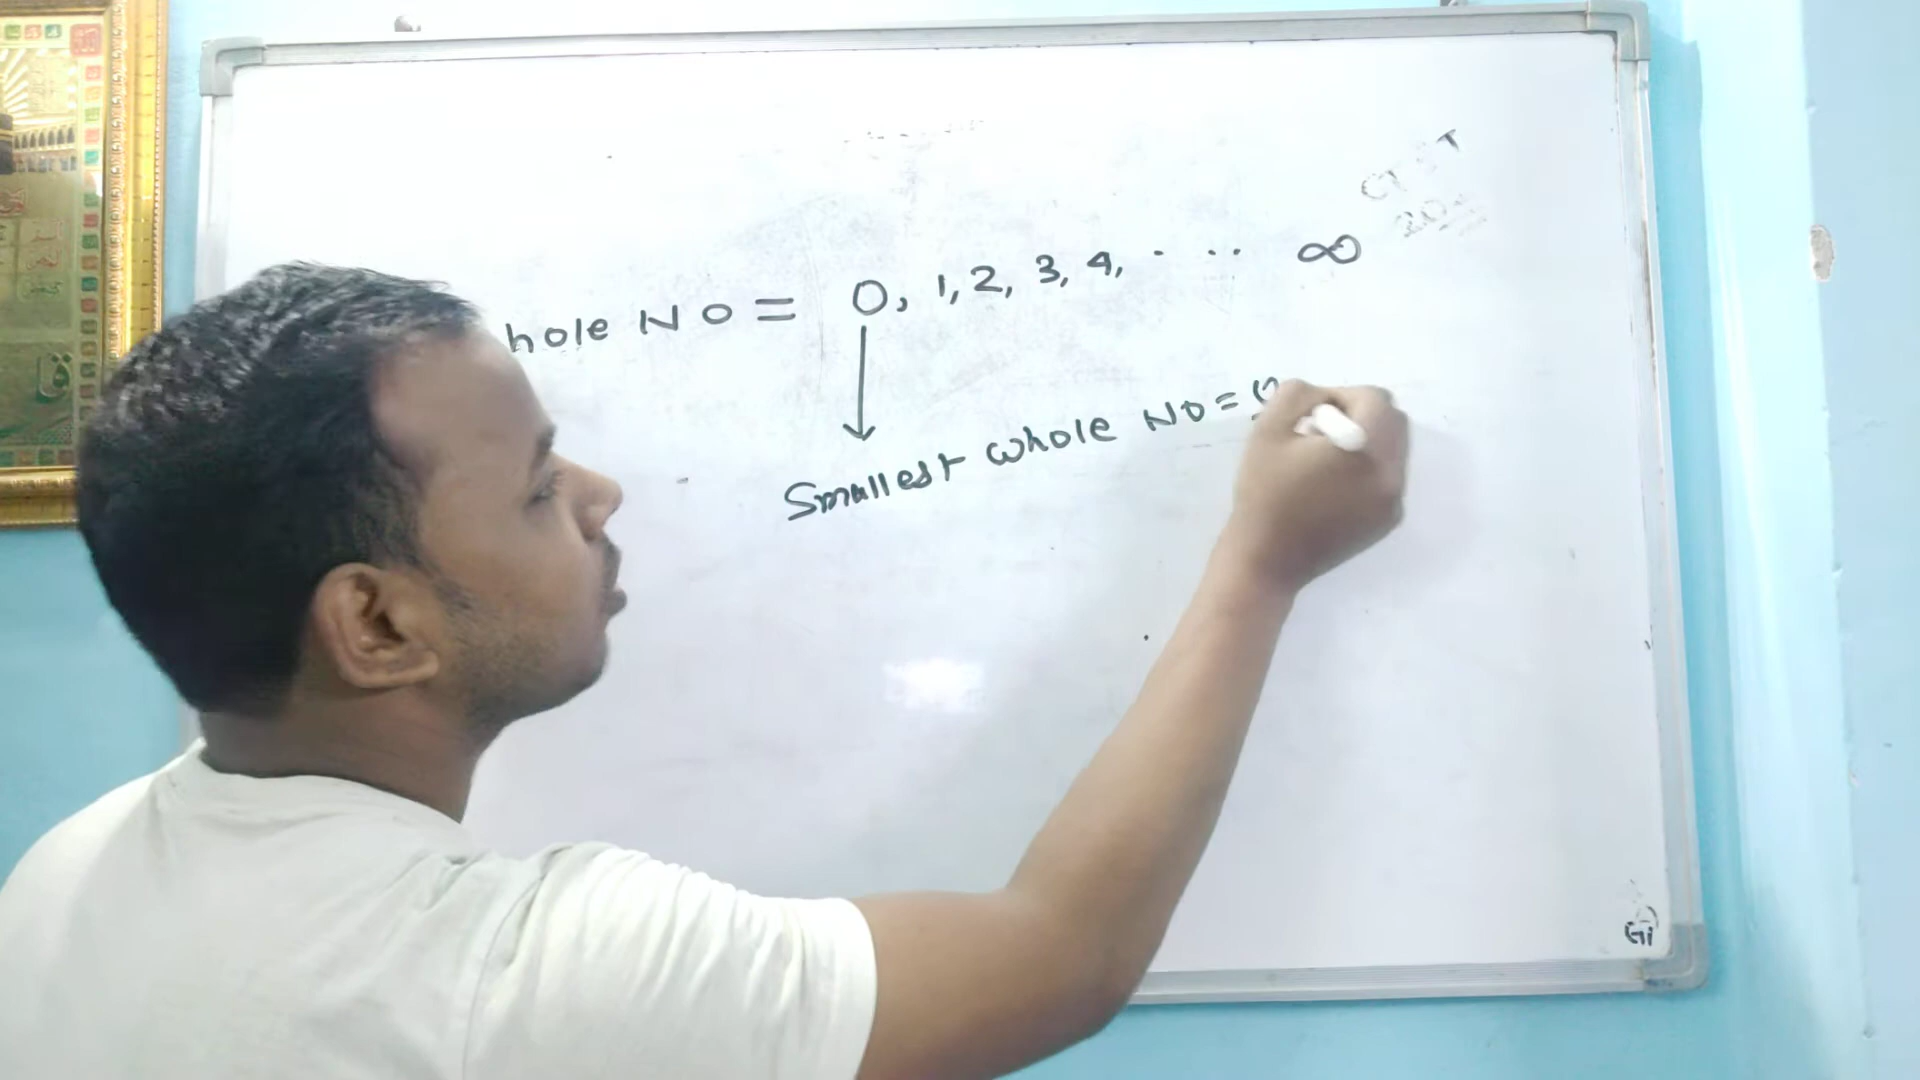 hole NO = 0, 1, 2, 3, 4, . . . . ∞
Smallest whole NO =